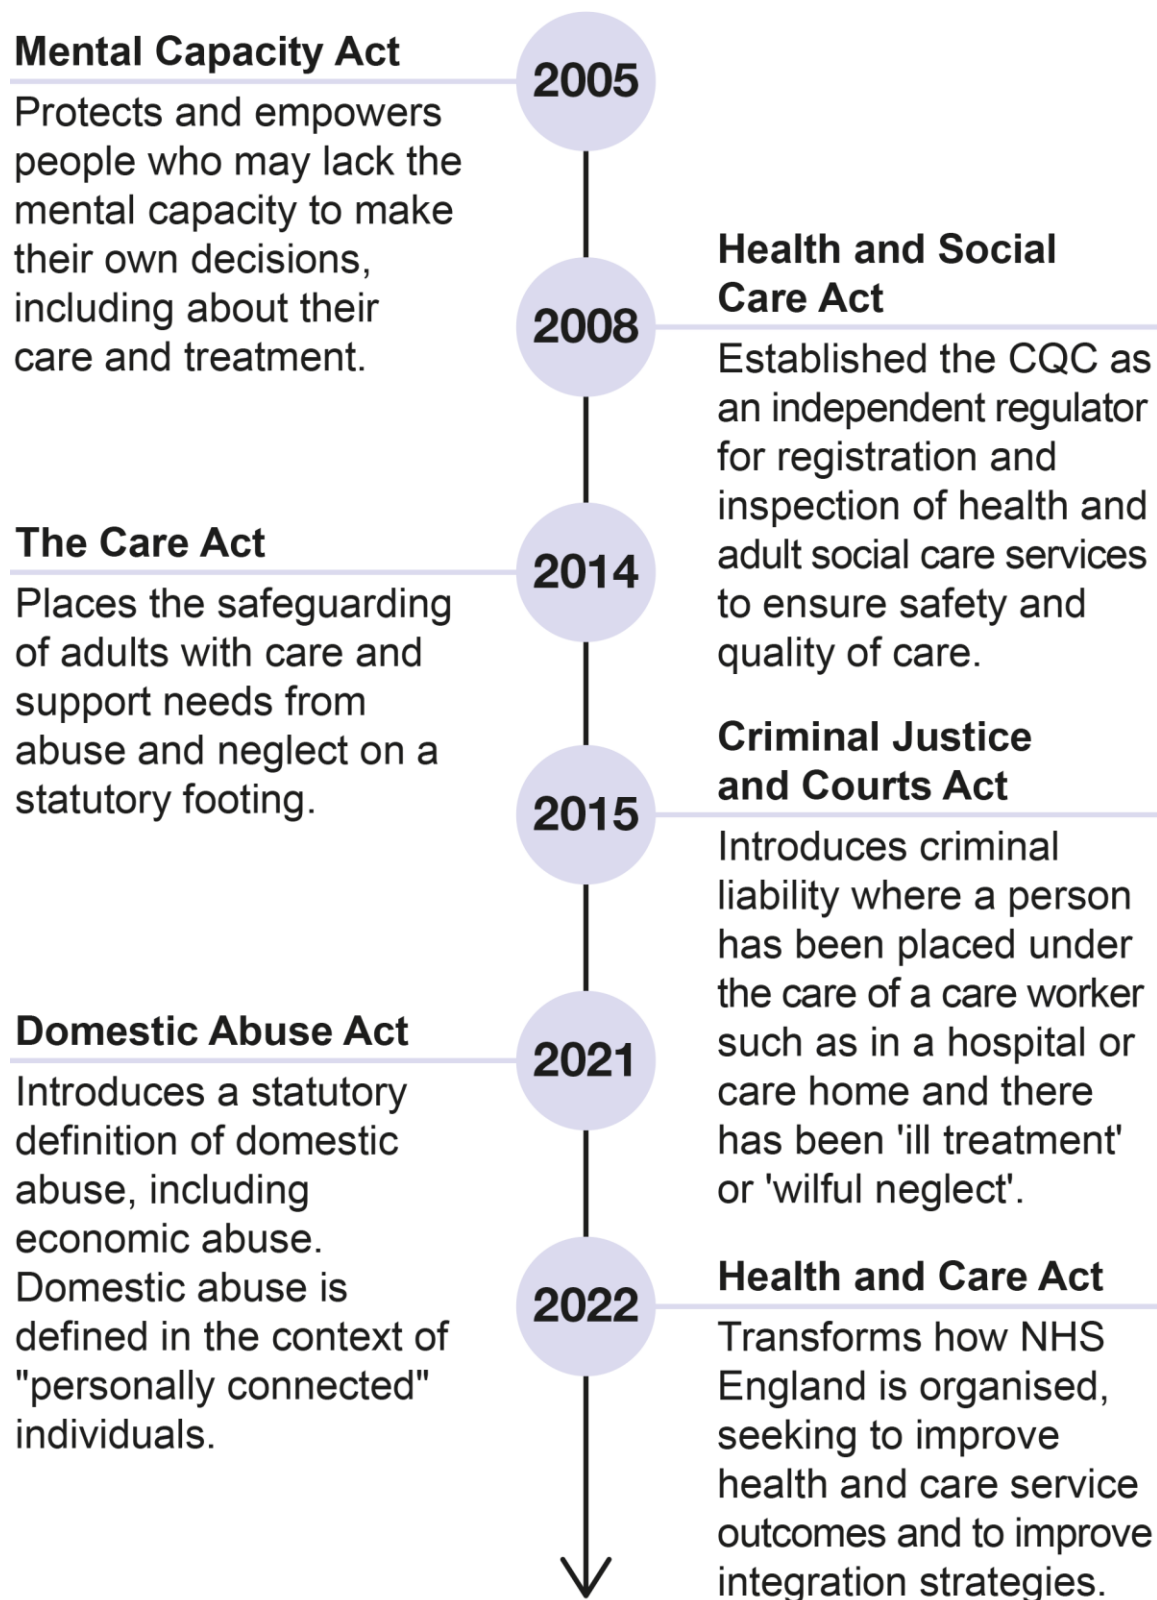 Mental Capacity Act
2005
Protects and empowers
people who may lack the
mental capacity to make
their own decisions,
including about their
care and treatment.
Health and Social
Care Act
2008
Established the CQC as
an independent regulator
for registration and
inspection of health and
adult social care services
to ensure safety and
quality of care.
The Care Act
2014
Places the safeguarding
of adults with care and
support needs from
abuse and neglect on a
statutory footing.
Criminal Justice
and Courts Act
2015
Introduces criminal
liability where a person
has been placed under
the care of a care worker
such as in a hospital or
care home and there
has been 'ill treatment'
or 'wilful neglect'.
Domestic Abuse Act
2021
Introduces a statutory
definition of domestic
abuse, including
economic abuse.
Domestic abuse is
defined in the context of
"personally connected"
individuals.
Health and Care Act
2022
Transforms how NHS
England is organised,
seeking to improve
health and care service
outcomes and to improve
integration strategies.